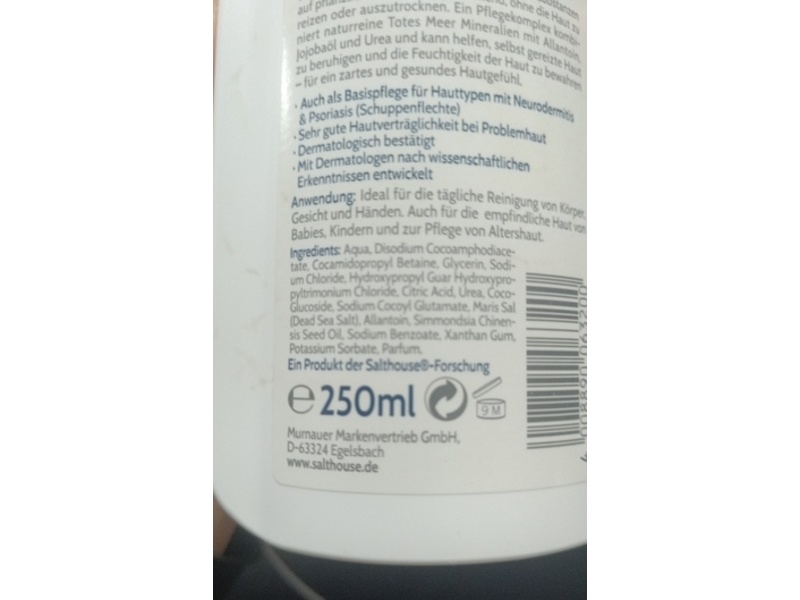 auf pflanz
ohne die Haut zu
reizen oder auszutrocknen. Ein Pflegekomplex kombi-
niert naturreine Totes Meer Mineralien mit Allantoin,
Jojobaöl und Urea und kann helfen, selbst gereizte Haut
zu beruhigen und die Feuchtigkeit der Haut zu bewahren
– für ein zartes und gesundes Hautgefühl.
· Auch als Basispflege für Hauttypen mit Neurodermitis
& Psoriasis (Schuppenflechte)
· Sehr gute Hautverträglichkeit bei Problemhaut
· Dermatologisch bestätigt
· Mit Dermatologen nach wissenschaftlichen
Erkenntnissen entwickelt
Anwendung: Ideal für die tägliche Reinigung von Körper,
Gesicht und Händen. Auch für die empfindliche Haut von
Babies, Kindern und zur Pflege von Altershaut.
Ingredients: Aqua, Disodium Cocoamphodiace-
tate, Cocamidopropyl Betaine, Glycerin, Sodi-
um Chloride, Hydroxypropyl Guar Hydroxypro-
pyltrimonium Chloride, Citric Acid, Urea, Coco-
Glucoside, Sodium Cocoyl Glutamate, Maris Sal
(Dead Sea Salt), Allantoin, Simmondsia Chinen-
sis Seed Oil, Sodium Benzoate, Xanthan Gum,
Potassium Sorbate, Parfum.
Ein Produkt der Salthouse®-Forschung
e 250ml 9 M
Murnauer Markenvertrieb GmbH,
D-63324 Egelsbach
www.salthouse.de